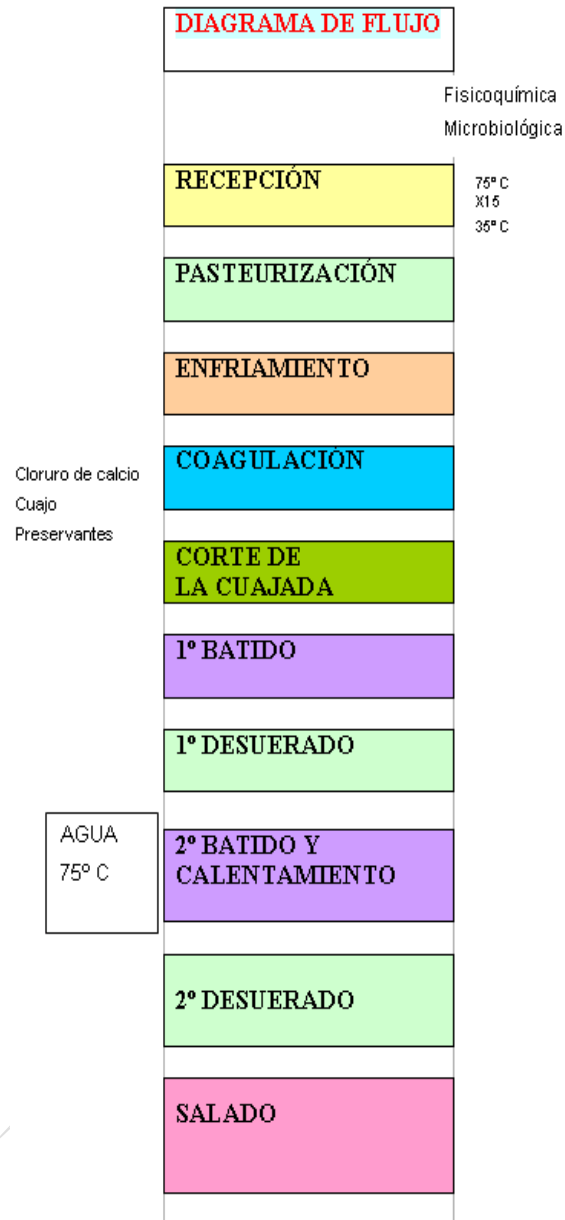 DIAGRAMA DE FLUJO
Fisicoquímica
Microbiológica
RECEPCIÓN
75º C
X15
35º C
PASTEURIZACIÓN
ENFRIAMIENTO
COAGULACIÓN
Cloruro de calcio
Cuajo
Preservantes
CORTE DE
LA CUAJADA
1º BATIDO
1º DESUERADO
AGUA
75º C
2º BATIDO Y
CALENTAMIENTO
2º DESUERADO
SALADO